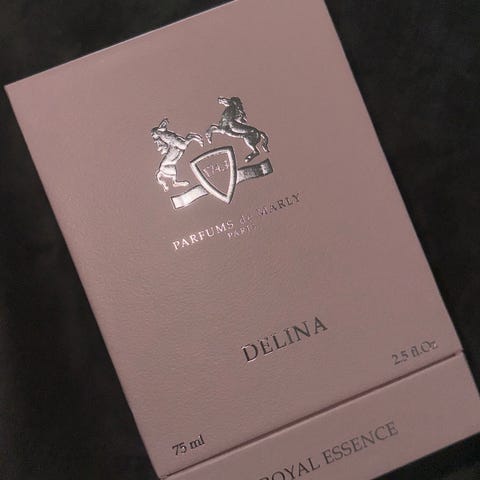 1743
PARFUMS de MARLY
PARIS
DELINA
75 ml
2.5 fl.Oz
ROYAL ESSENCE